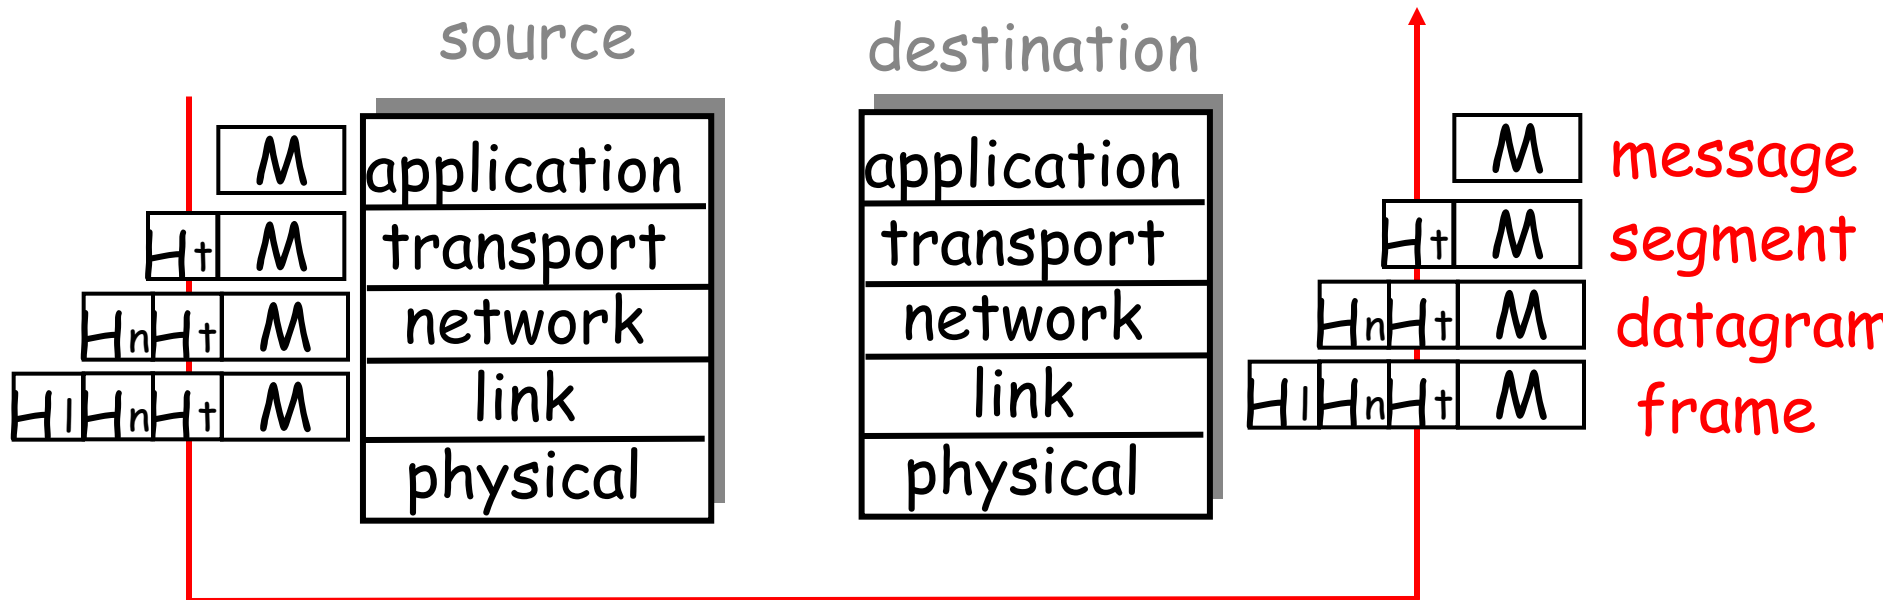 source destination
M application application M message
Ht M transport transport Ht M segment
Hn Ht M network network Hn Ht M datagram
Hl Hn Ht M link link Hl Hn Ht M frame
physical physical